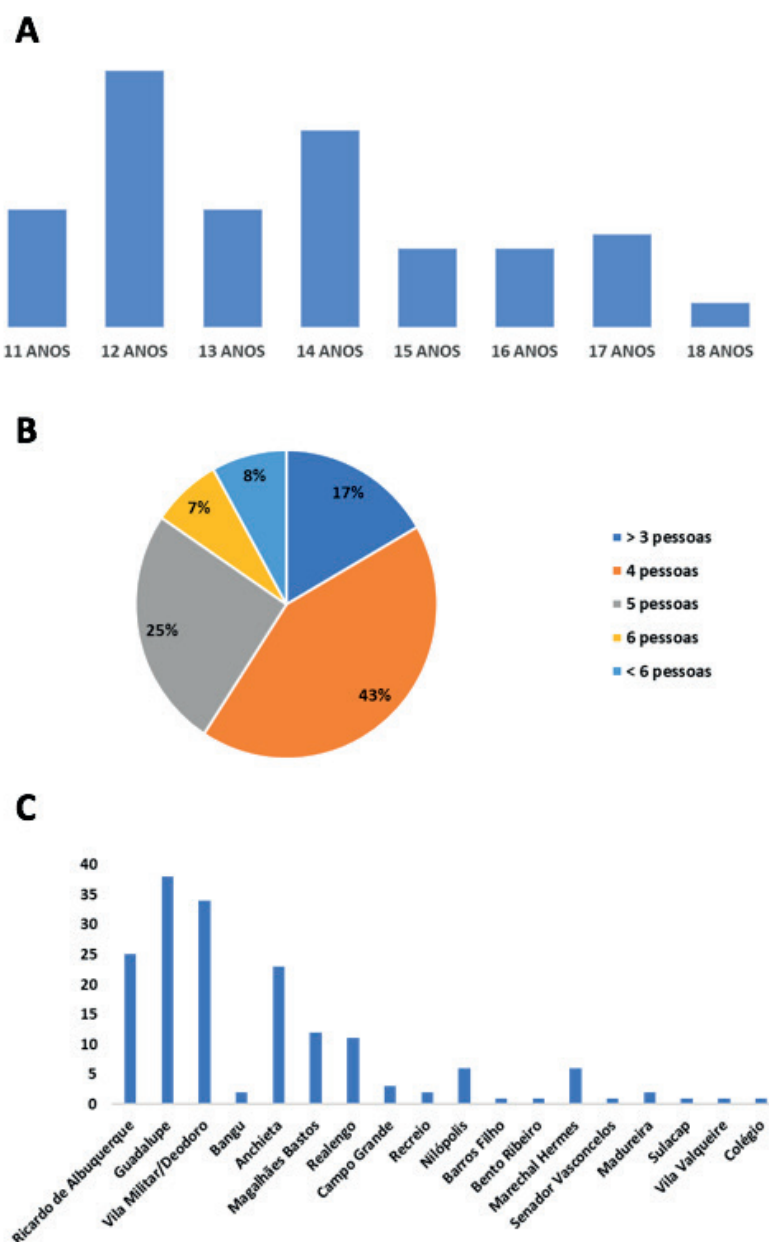 A
11 ANOS 12 ANOS 13 ANOS 14 ANOS 15 ANOS 16 ANOS 17 ANOS 18 ANOS
B
8%
17%
7%
25%
43%
> 3 pessoas
4 pessoas
5 pessoas
6 pessoas
< 6 pessoas
C
40
35
30
25
20
15
10
5
0
Ricardo de Albuquerque
Guadalupe
Vila Militar/Deodoro
Bangu
Anchieta
Magalhães Bastos
Realengo
Campo Grande
Recreio
Nilópolis
Barros Filho
Bento Ribeiro
Marechal Hermes
Senador Vasconcelos
Madureira
Sulacap
Vila Valqueire
Colégio